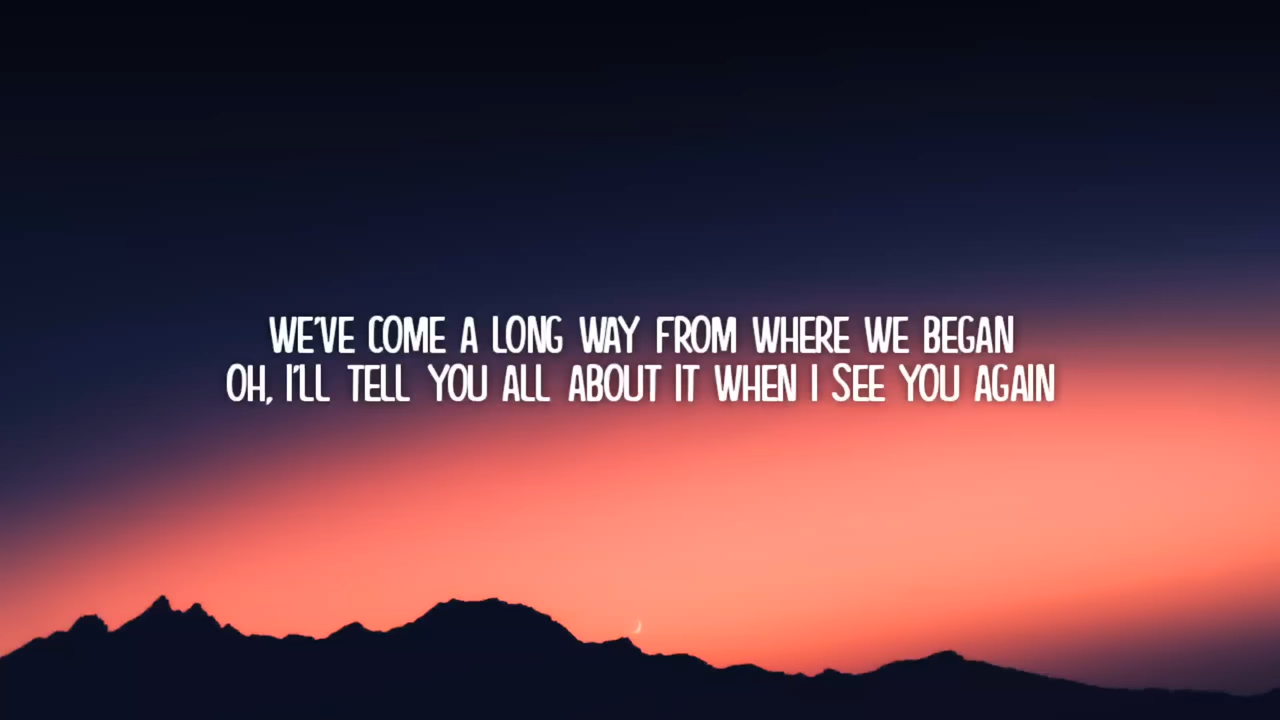 WE'VE COME A LONG WAY FROM WHERE WE BEGAN
OH, I'LL TELL YOU ALL ABOUT IT WHEN I SEE YOU AGAIN